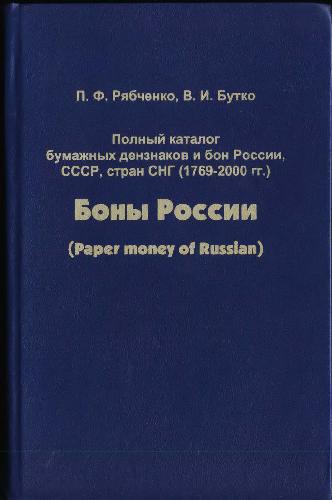 П. Ф. Рябченко, В. И. Бутко
Полный каталог
бумажных дензнаков и бон России,
СССР, стран СНГ (1769-2000 гг.)
Боны России
(Paper money of Russian)